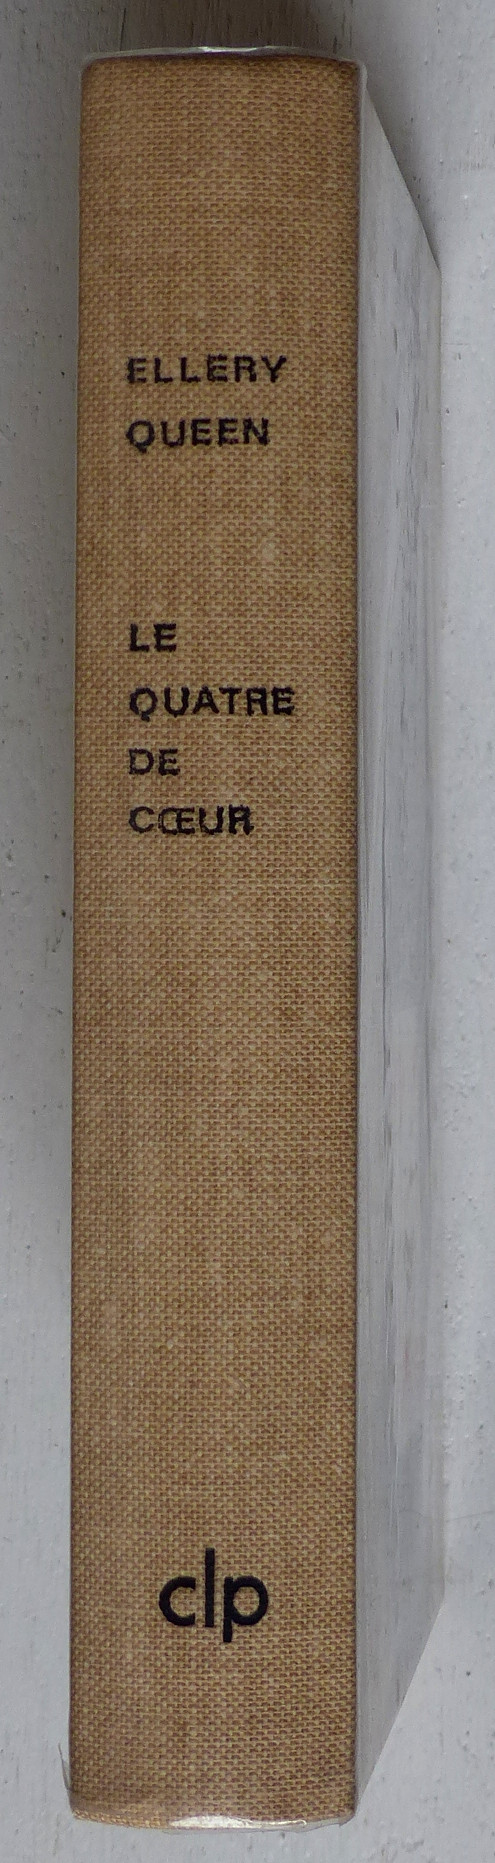 ELLERY
QUEEN
LE
QUATRE
DE
CŒUR
clp